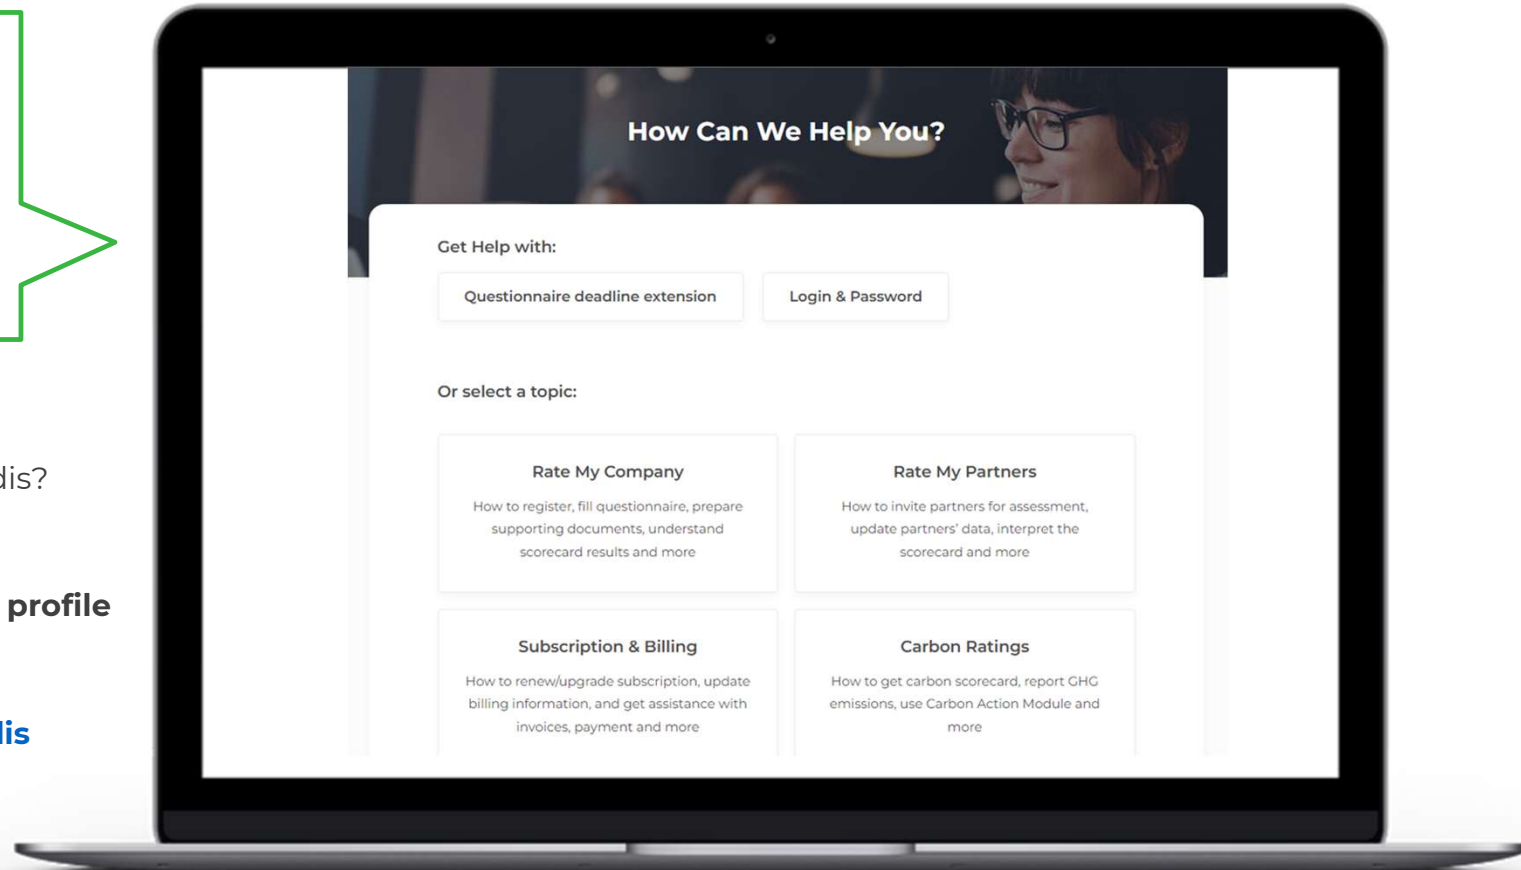 How Can We Help You?
Get Help with:
Questionnaire deadline extension
Login & Password
Or select a topic:
Rate My Company
How to register, fill questionnaire, prepare
supporting documents, understand
scorecard results and more
Rate My Partners
How to invite partners for assessment,
update partners' data, interpret the
scorecard and more
Subscription & Billing
How to renew/upgrade subscription, update
billing information, and get assistance with
invoices, payment and more
Carbon Ratings
How to get carbon scorecard, report GHG
emissions, use Carbon Action Module and
more
dis?
profile
dis